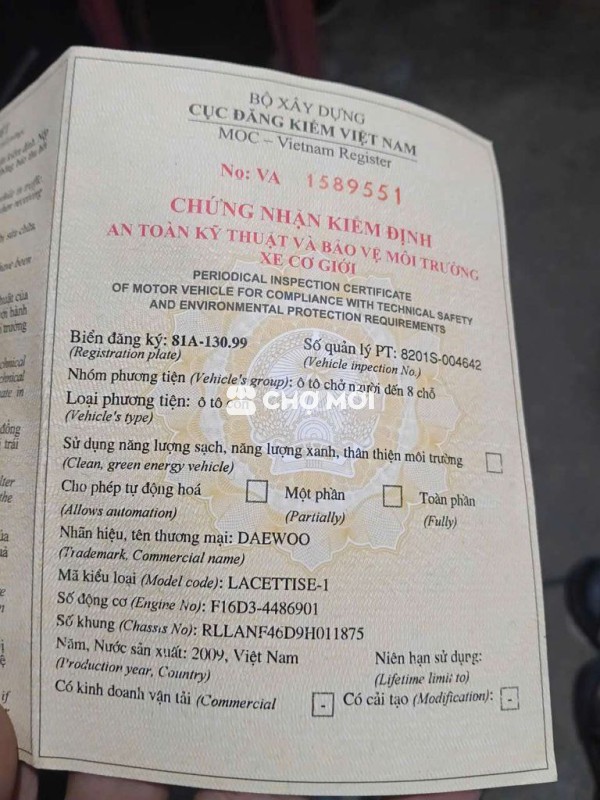 BỘ XÂY DỰNG
CỤC ĐĂNG KIỂM VIỆT NAM
MOC – Vietnam Register
No: VA 1589551
CHỨNG NHẬN KIỂM ĐỊNH
AN TOÀN KỸ THUẬT VÀ BẢO VỆ MÔI TRƯỜNG
XE CƠ GIỚI
PERIODICAL INSPECTION CERTIFICATE
OF MOTOR VEHICLE FOR COMPLIANCE WITH TECHNICAL SAFETY
AND ENVIRONMENTAL PROTECTION REQUIREMENTS
Biển đăng ký: 81A-130.99 Số quản lý PT: 8201S-004642
(Registration plate) (Vehicle inpection No.)
Nhóm phương tiện (Vehicle's group): ô tô chở người đến 8 chỗ
Loại phương tiện: ô tô con
CHỢ MỚI
(Vehicle's type)
Sử dụng năng lượng sạch, năng lượng xanh, thân thiện môi trường
(Clean, green energy vehicle)
Cho phép tự động hoá Một phần Toàn phần
(Allows automation) (Partially) (Fully)
Nhãn hiệu, tên thương mại: DAEWOO
(Trademark, Commercial name)
Mã kiểu loại (Model code): LACETTISE-1
Số động cơ (Engine No): F16D3-4486901
Số khung (Chassis No): RLLANF46D9H011875
Năm, Nước sản xuất: 2009, Việt Nam Niên hạn sử dụng:
(Production year, Country) (Lifetime limit to)
Có kinh doanh vận tải (Commercial - Có cải tạo (Modification): -